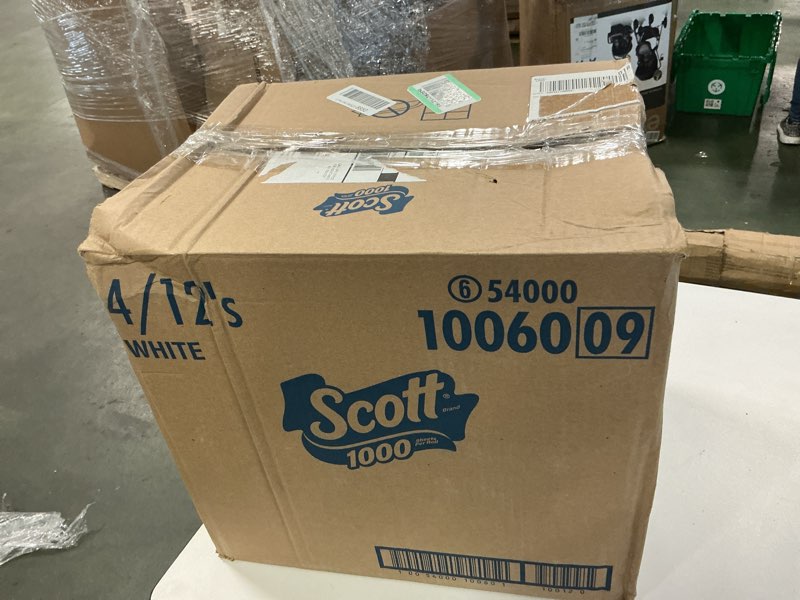 Scott
1000
4/12's
WHITE
6 54000
10060 09
Scott® Brand
1000 Sheets Per Roll